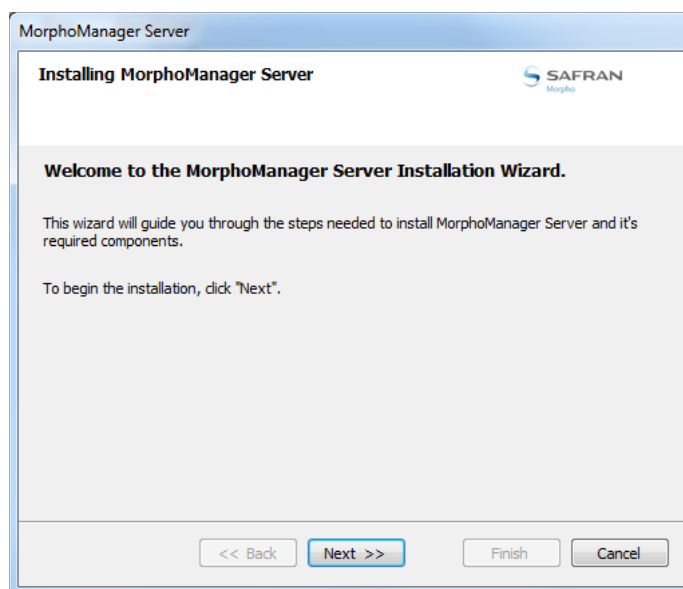 MorphoManager Server
Installing MorphoManager Server
SAFRAN
Morpho
Welcome to the MorphoManager Server Installation Wizard.
This wizard will guide you through the steps needed to install MorphoManager Server and it's
required components.
To begin the installation, click "Next".
<< Back Next >> Finish Cancel